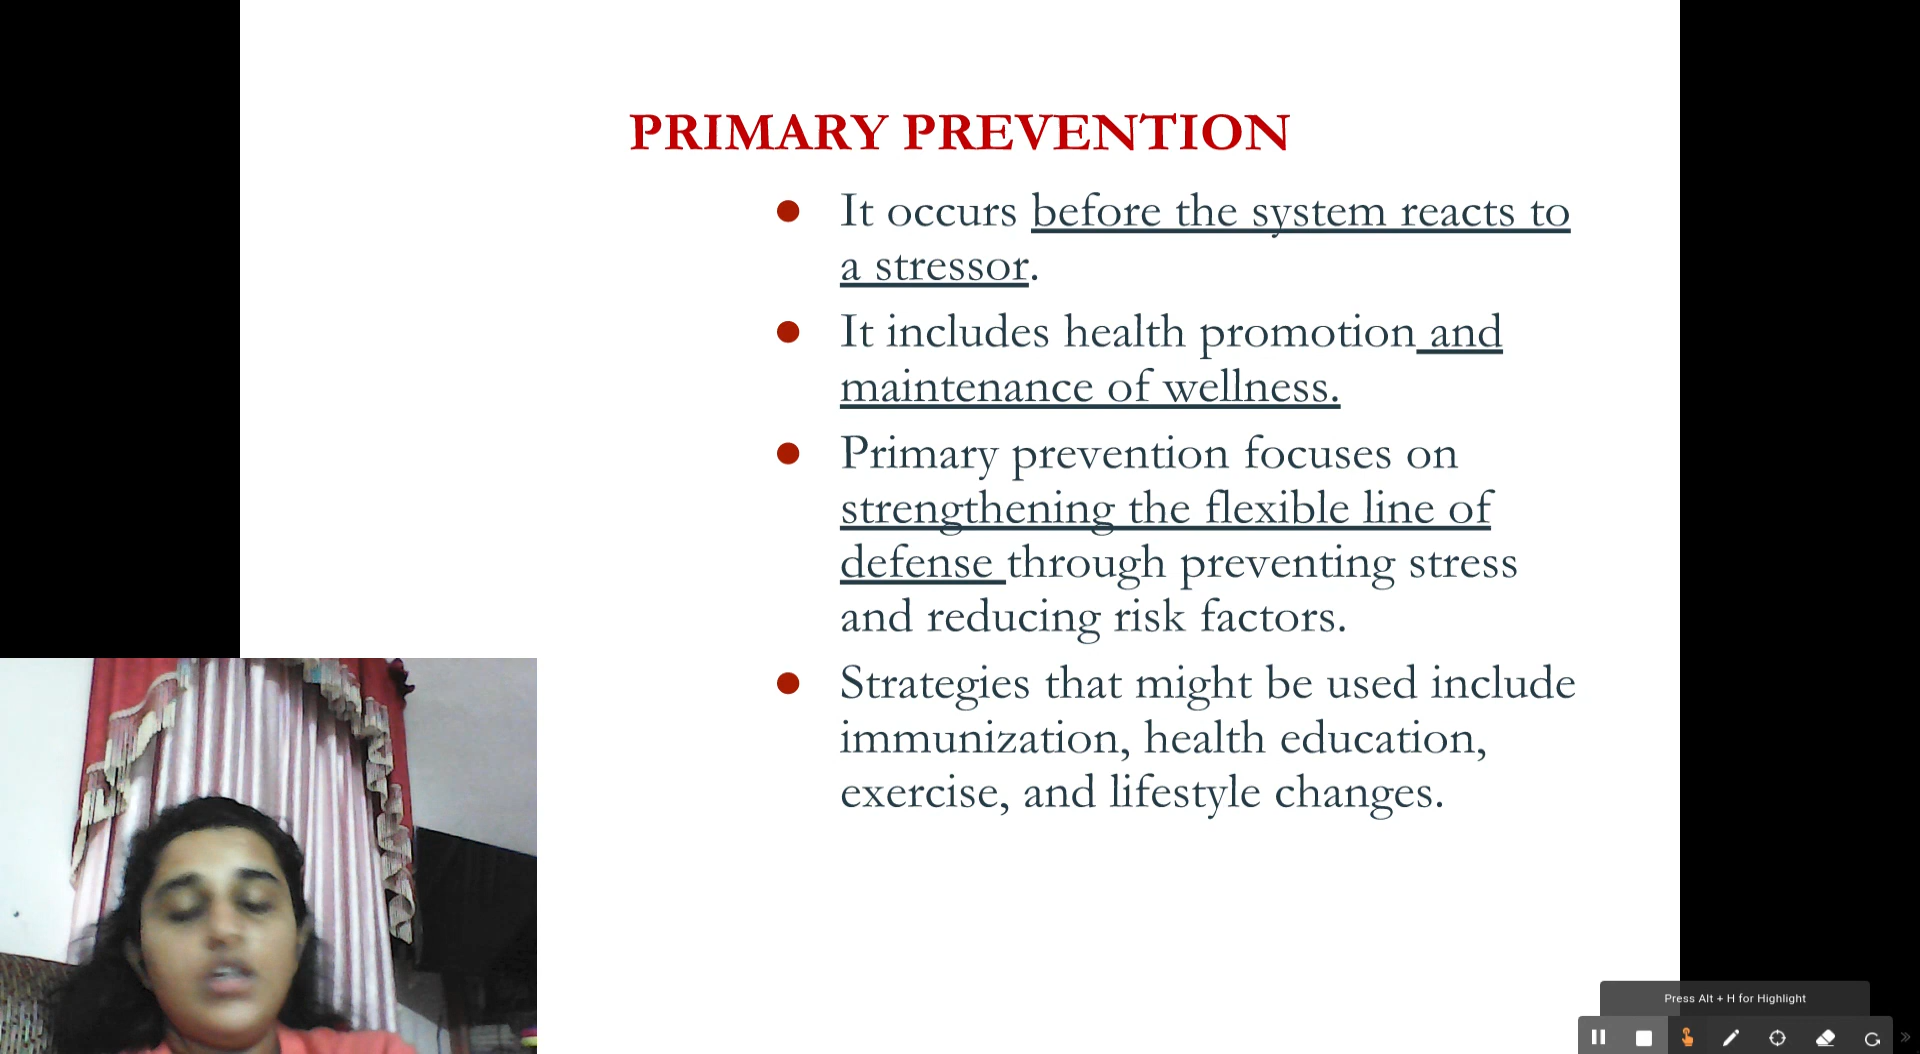 PRIMARY PREVENTION
● It occurs before the system reacts to
a stressor.
● It includes health promotion and
maintenance of wellness.
● Primary prevention focuses on
strengthening the flexible line of
defense through preventing stress
and reducing risk factors.
● Strategies that might be used include
immunization, health education,
exercise, and lifestyle changes.
Press Alt + H for Highlight